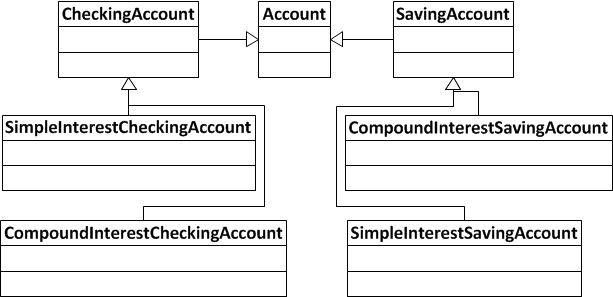 CheckingAccount
Account
SavingAccount
SimpleInterestCheckingAccount
CompoundInterestSavingAccount
CompoundInterestCheckingAccount
SimpleInterestSavingAccount